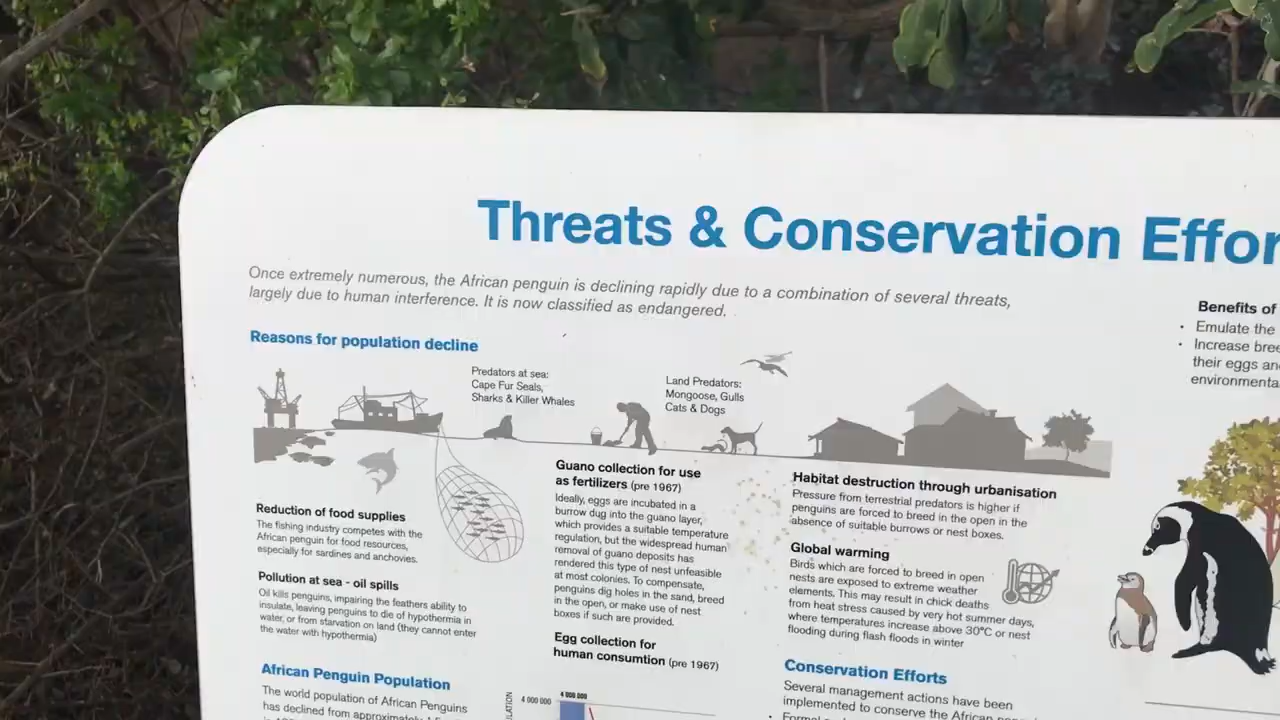 Threats & Conservation
Once extremely numerous, the African penguin is declining rapidly due to a combination of several threats,
largely due to human interference. It is now classified as endangered.
Reasons for population decline
Predators at sea:
Cape Fur Seals,
Sharks & Killer Whales
Land Predators:
Mongoose, Gulls
Cats & Dogs
Reduction of food supplies
The fishing industry competes with the
African penguin for food resources,
especially for sardines and anchovies.
Pollution at sea - oil spills
Oil kills penguins, impairing the feathers ability to
insulate, leaving penguins to die of hypothermia in
water, or from starvation on land (they cannot enter
the water with hypothermia)
African Penguin Population
The world population of African Penguins
has declined from approximately
Guano collection for use
as fertilizers (pre 1967)
Ideally, eggs are incubated in a
burrow dug into the guano layer,
which provides a suitable temperature
regulation, but the widespread human
removal of guano deposits has
rendered this type of nest unfeasible
at most colonies. To compensate,
penguins dig holes in the sand, breed
in the open, or make use of nest
boxes if such are provided.
Egg collection for
human consumtion (pre 1967)
4 000 000
4 000 000
Habitat destruction through urbanisation
Pressure from terrestrial predators is higher if
penguins are forced to breed in the open in the
absence of suitable burrows or nest boxes.
Global warming
Birds which are forced to breed in open
nests are exposed to extreme weather
elements. This may result in chick deaths
from heat stress caused by very hot summer days,
where temperatures increase above 30°C or nest
flooding during flash floods in winter
Conservation Efforts
Several management actions have been
implemented to conserve the African
Benefits of
• Emulate the
• Increase
their eggs